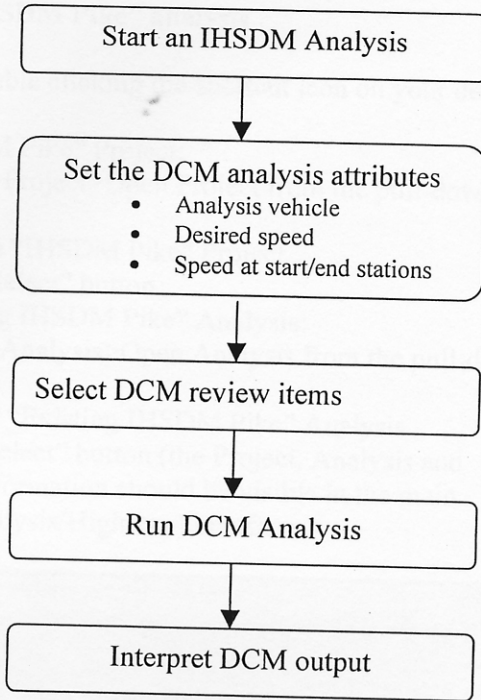 Start an IHSDM Analysis
Set the DCM analysis attributes
• Analysis vehicle
• Desired speed
• Speed at start/end stations
Select DCM review items
Run DCM Analysis
Interpret DCM output